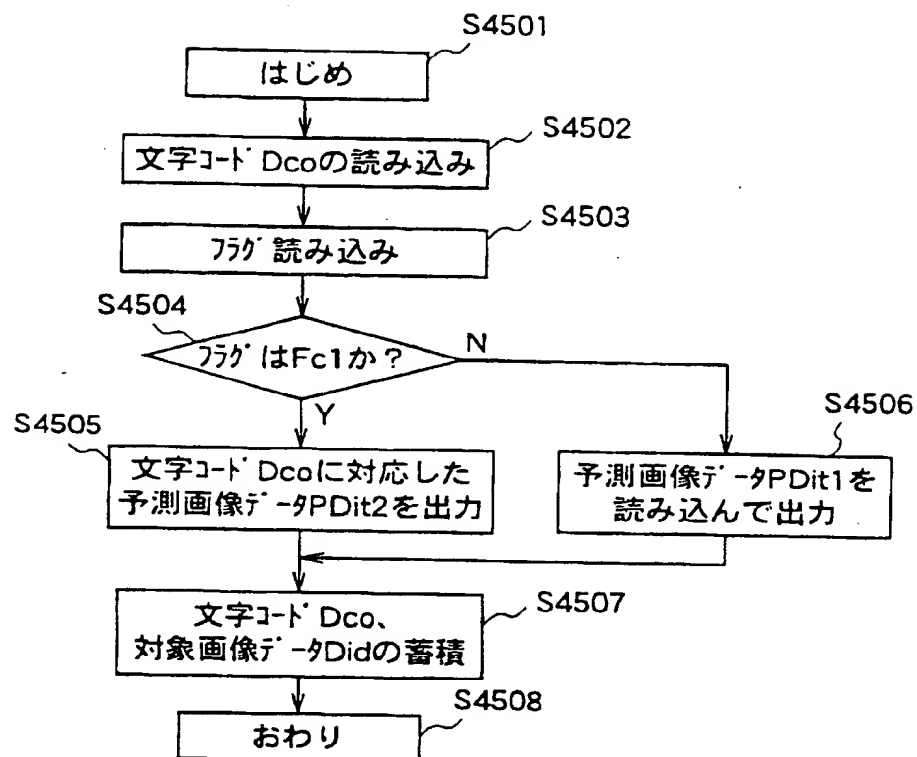 S4501
はじめ
S4502
文字ｺｰﾄﾞDcoの読み込み
S4503
ﾌﾗｸﾞ読み込み
S4504
ﾌﾗｸﾞはFc1か？
N
Y
S4505
文字ｺｰﾄﾞDcoに対応した
予測画像ﾃﾞｰﾀPDit2を出力
S4506
予測画像ﾃﾞｰﾀPDit1を
読み込んで出力
S4507
文字ｺｰﾄﾞDco、
対象画像ﾃﾞｰﾀDidの蓄積
S4508
おわり